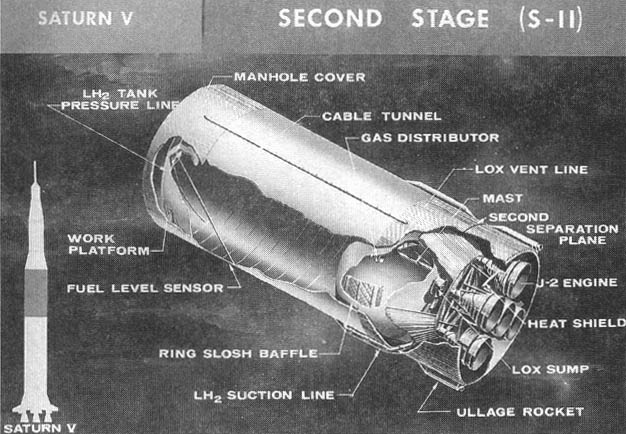 SATURN V
SECOND STAGE (S-II)
MANHOLE COVER
LH₂ TANK
PRESSURE LINE
CABLE TUNNEL
GAS DISTRIBUTOR
LOX VENT LINE
MAST
SECOND
SEPARATION
PLANE
WORK
PLATFORM
FUEL LEVEL SENSOR
J-2 ENGINE
HEAT SHIELD
RING SLOSH BAFFLE
LOX SUMP
LH₂ SUCTION LINE
ULLAGE ROCKET
SATURN V